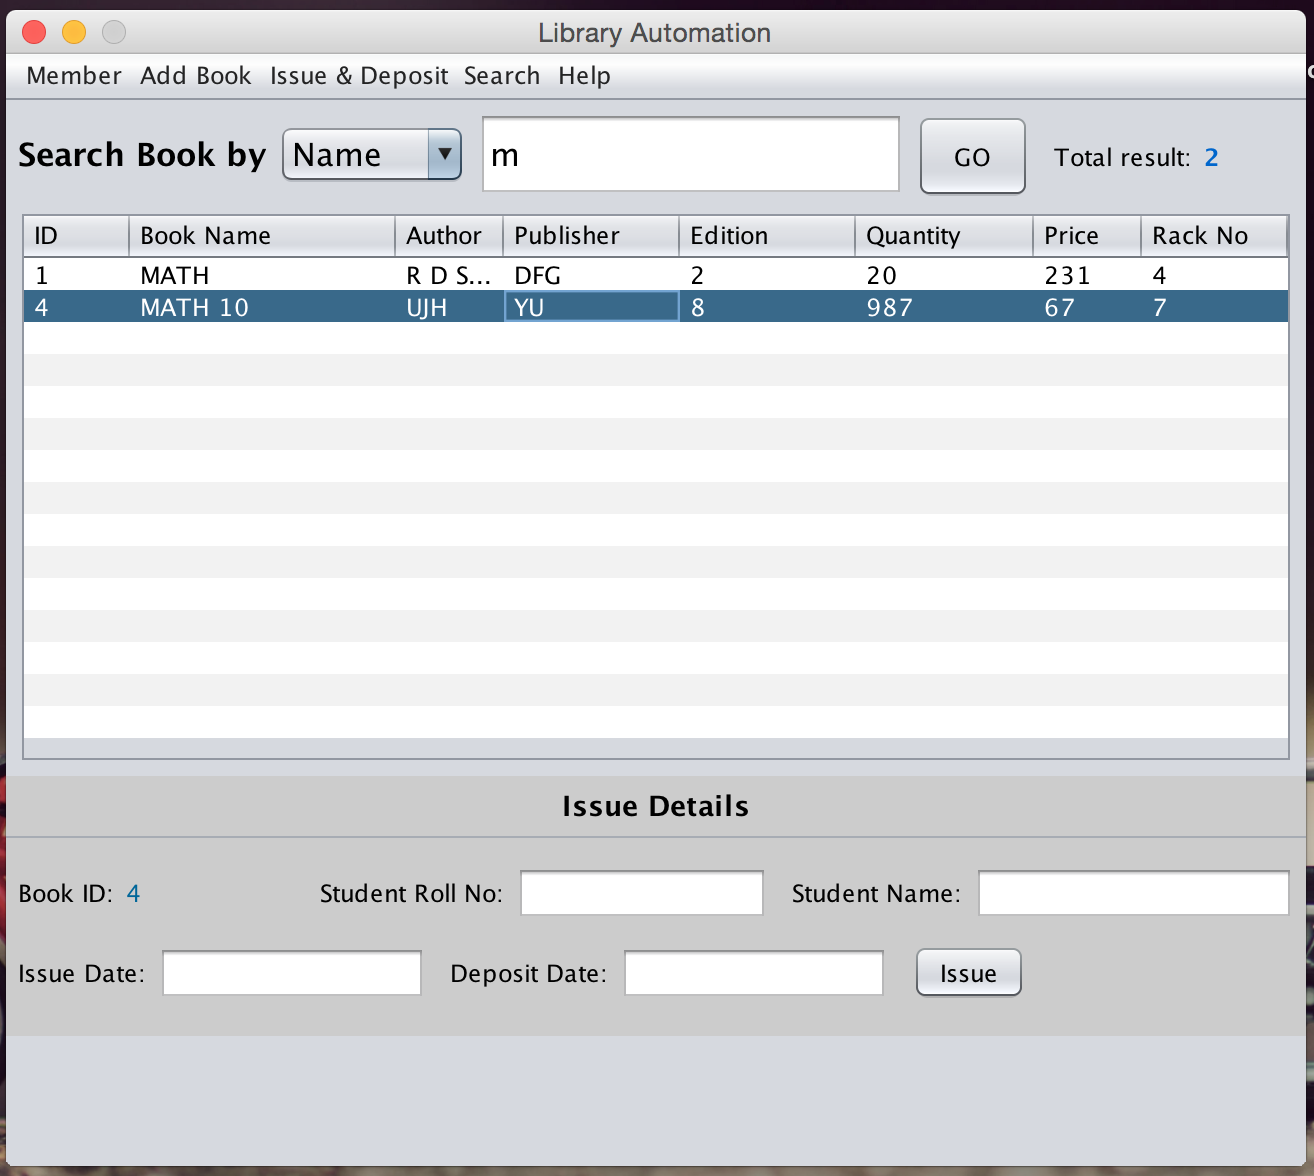 Library Automation
Member Add Book Issue & Deposit Search Help
Search Book by Name m GO Total result: 2
ID Book Name Author Publisher Edition Quantity Price Rack No
1 MATH R D S... DFG 2 20 231 4
4 MATH 10 UJH YU 8 987 67 7
Issue Details
Book ID: 4 Student Roll No: Student Name:
Issue Date: Deposit Date: Issue